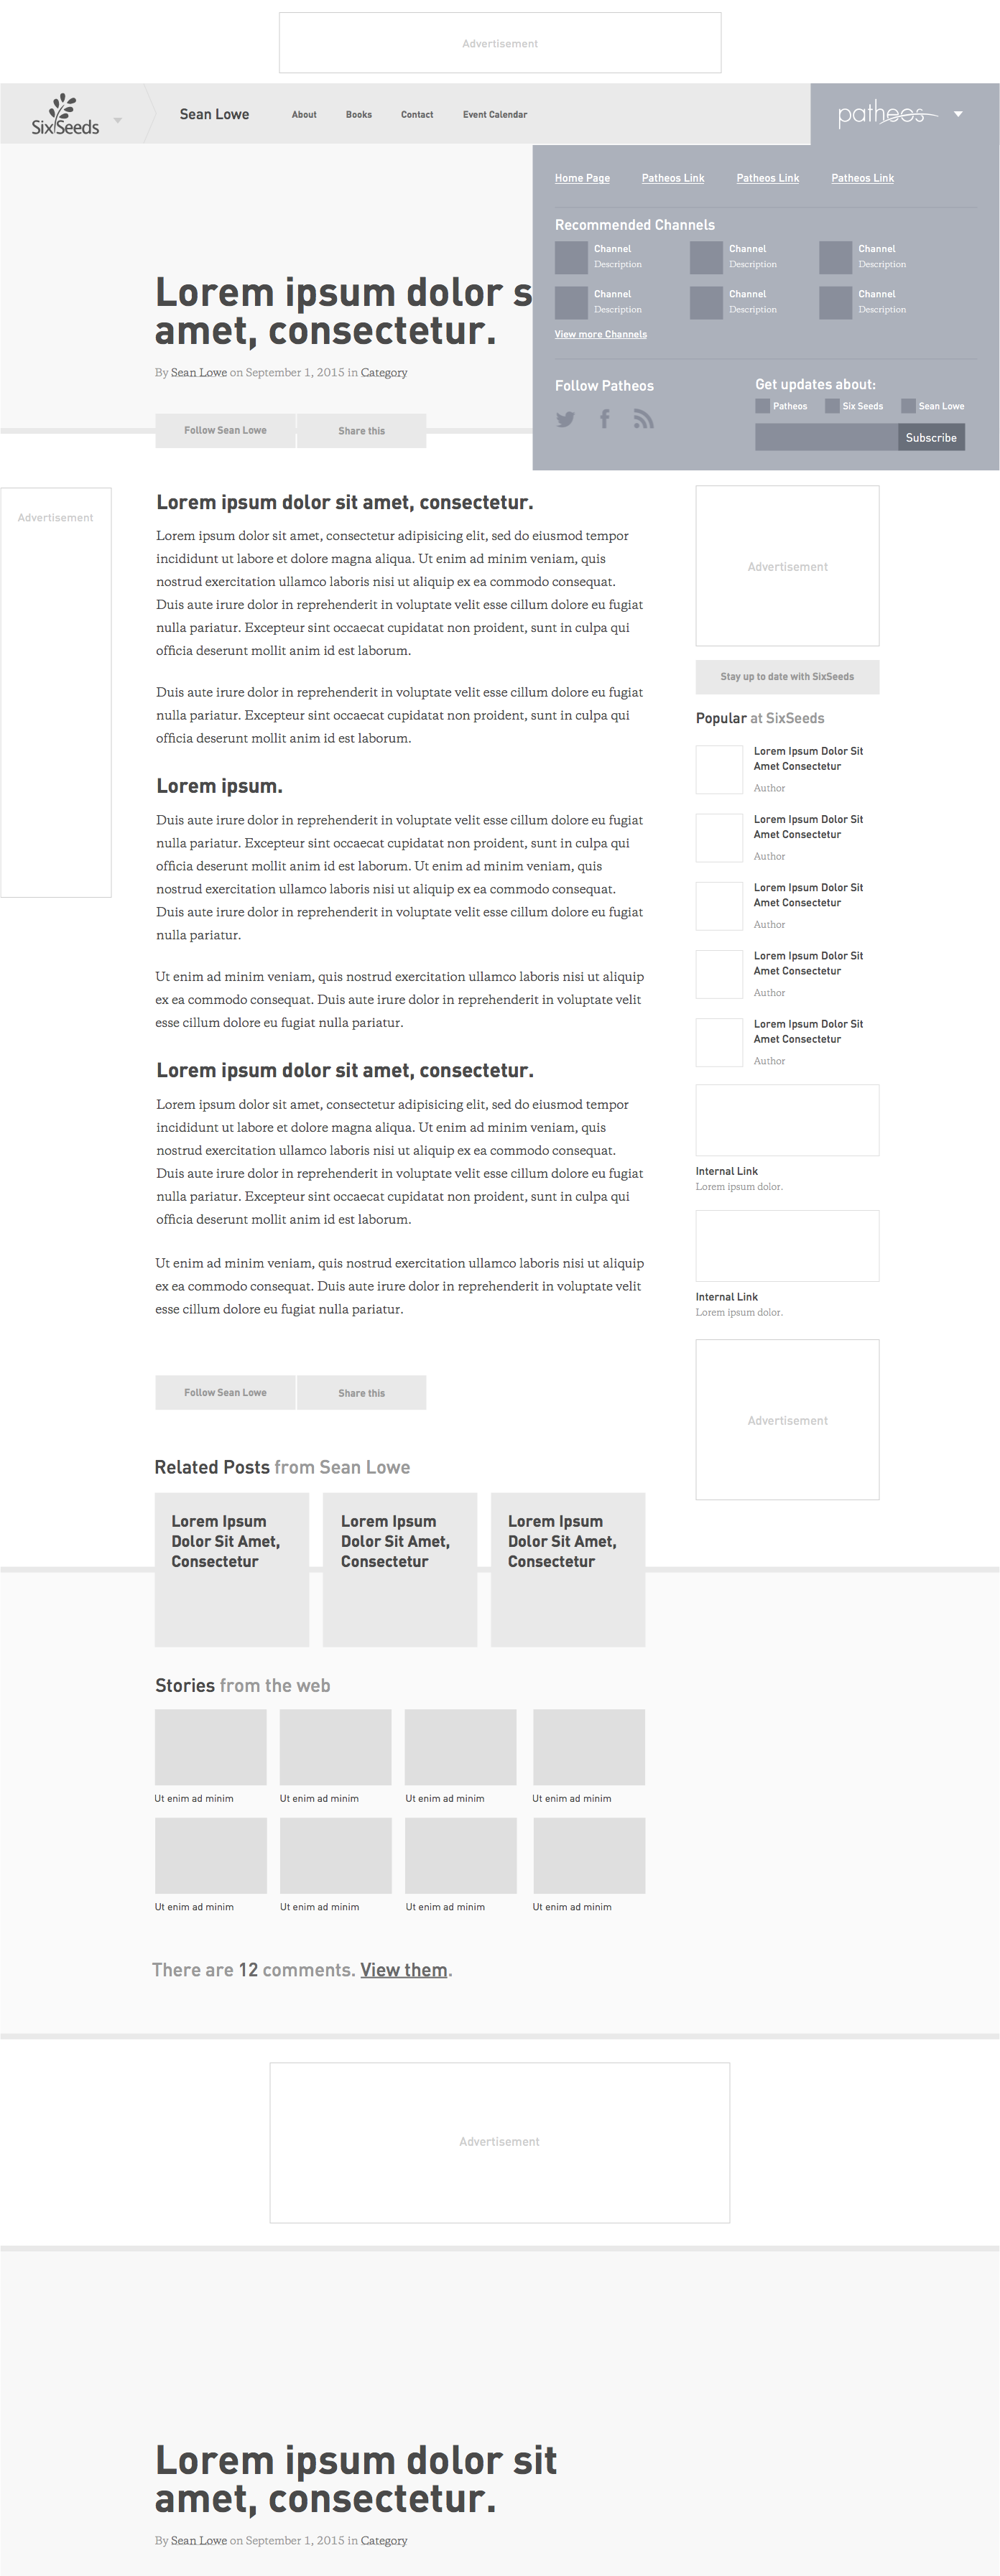 Advertisement
SixSeeds
Sean Lowe
About
Books
Contact
Event Calendar
patheos
Home Page
Patheos Link
Patheos Link
Patheos Link
Recommended Channels
Channel
Description
Channel
Description
Channel
Description
Channel
Description
Channel
Description
Channel
Description
View more Channels
Follow Patheos
Get updates about:
Patheos
Six Seeds
Sean Lowe
Subscribe
Lorem ipsum dolor s
amet, consectetur.
By Sean Lowe on September 1, 2015 in Category
Follow Sean Lowe
Share this
Advertisement
Lorem ipsum dolor sit amet, consectetur.
Lorem ipsum dolor sit amet, consectetur adipisicing elit, sed do eiusmod tempor
incididunt ut labore et dolore magna aliqua. Ut enim ad minim veniam, quis
nostrud exercitation ullamco laboris nisi ut aliquip ex ea commodo consequat.
Duis aute irure dolor in reprehenderit in voluptate velit esse cillum dolore eu fugiat
nulla pariatur. Excepteur sint occaecat cupidatat non proident, sunt in culpa qui
officia deserunt mollit anim id est laborum.
Duis aute irure dolor in reprehenderit in voluptate velit esse cillum dolore eu fugiat
nulla pariatur. Excepteur sint occaecat cupidatat non proident, sunt in culpa qui
officia deserunt mollit anim id est laborum.
Lorem ipsum.
Duis aute irure dolor in reprehenderit in voluptate velit esse cillum dolore eu fugiat
nulla pariatur. Excepteur sint occaecat cupidatat non proident, sunt in culpa qui
officia deserunt mollit anim id est laborum. Ut enim ad minim veniam, quis
nostrud exercitation ullamco laboris nisi ut aliquip ex ea commodo consequat.
Duis aute irure dolor in reprehenderit in voluptate velit esse cillum dolore eu fugiat
nulla pariatur.
Ut enim ad minim veniam, quis nostrud exercitation ullamco laboris nisi ut aliquip
ex ea commodo consequat. Duis aute irure dolor in reprehenderit in voluptate velit
esse cillum dolore eu fugiat nulla pariatur.
Lorem ipsum dolor sit amet, consectetur.
Lorem ipsum dolor sit amet, consectetur adipisicing elit, sed do eiusmod tempor
incididunt ut labore et dolore magna aliqua. Ut enim ad minim veniam, quis
nostrud exercitation ullamco laboris nisi ut aliquip ex ea commodo consequat.
Duis aute irure dolor in reprehenderit in voluptate velit esse cillum dolore eu fugiat
nulla pariatur. Excepteur sint occaecat cupidatat non proident, sunt in culpa qui
officia deserunt mollit anim id est laborum.
Ut enim ad minim veniam, quis nostrud exercitation ullamco laboris nisi ut aliquip
ex ea commodo consequat. Duis aute irure dolor in reprehenderit in voluptate velit
esse cillum dolore eu fugiat nulla pariatur.
Advertisement
Stay up to date with SixSeeds
Popular at SixSeeds
Lorem Ipsum Dolor Sit
Amet Consectetur
Author
Lorem Ipsum Dolor Sit
Amet Consectetur
Author
Lorem Ipsum Dolor Sit
Amet Consectetur
Author
Lorem Ipsum Dolor Sit
Amet Consectetur
Author
Lorem Ipsum Dolor Sit
Amet Consectetur
Author
Internal Link
Lorem ipsum dolor.
Internal Link
Lorem ipsum dolor.
Advertisement
Follow Sean Lowe
Share this
Related Posts from Sean Lowe
Lorem Ipsum
Dolor Sit Amet,
Consectetur
Lorem Ipsum
Dolor Sit Amet,
Consectetur
Lorem Ipsum
Dolor Sit Amet,
Consectetur
Stories from the web
Ut enim ad minim
Ut enim ad minim
Ut enim ad minim
Ut enim ad minim
Ut enim ad minim
Ut enim ad minim
Ut enim ad minim
Ut enim ad minim
There are 12 comments. View them.
Advertisement
Lorem ipsum dolor sit
amet, consectetur.
By Sean Lowe on September 1, 2015 in Category